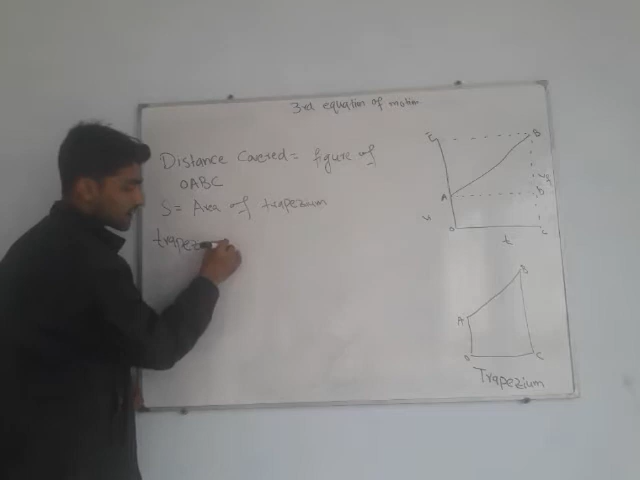 3rd equation of motion
Distance Covered = figure of
OABC
S = Area of trapezium
trapez
E
B
A
D
O
t
C
B
A
O
C
Trapezium